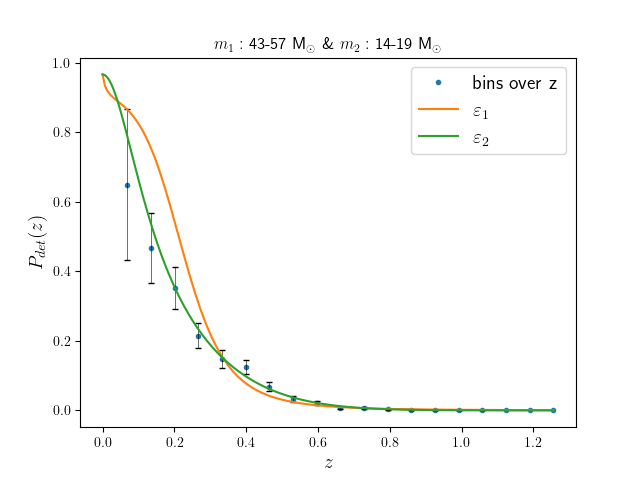 m₁ : 43-57 M⊙ & m₂ : 14-19 M⊙
bins over z
ε₁
ε₂
P_det(z)
1.0
0.8
0.6
0.4
0.2
0.0
0.0 0.2 0.4 0.6 0.8 1.0 1.2
z